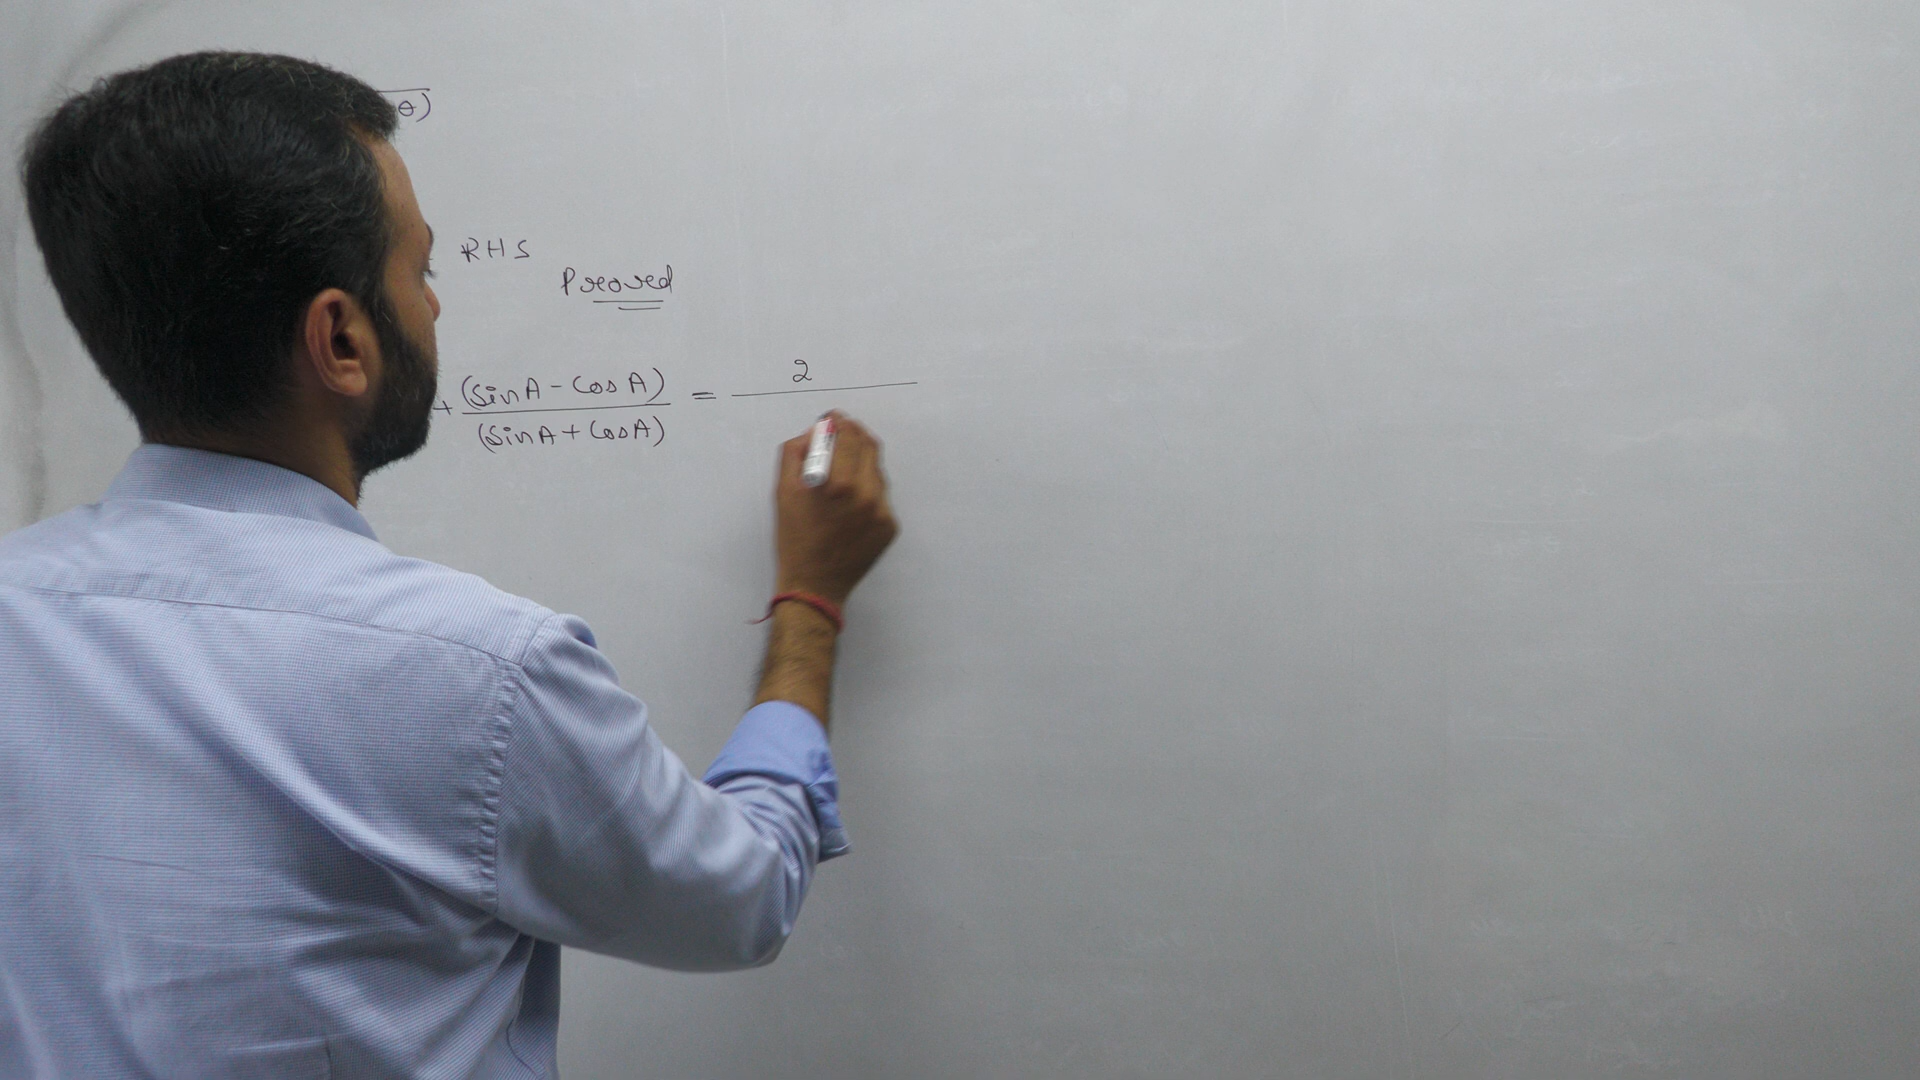 θ)
RHS
Proved
+ (sinA - cosA) / (sinA + cosA) = 2